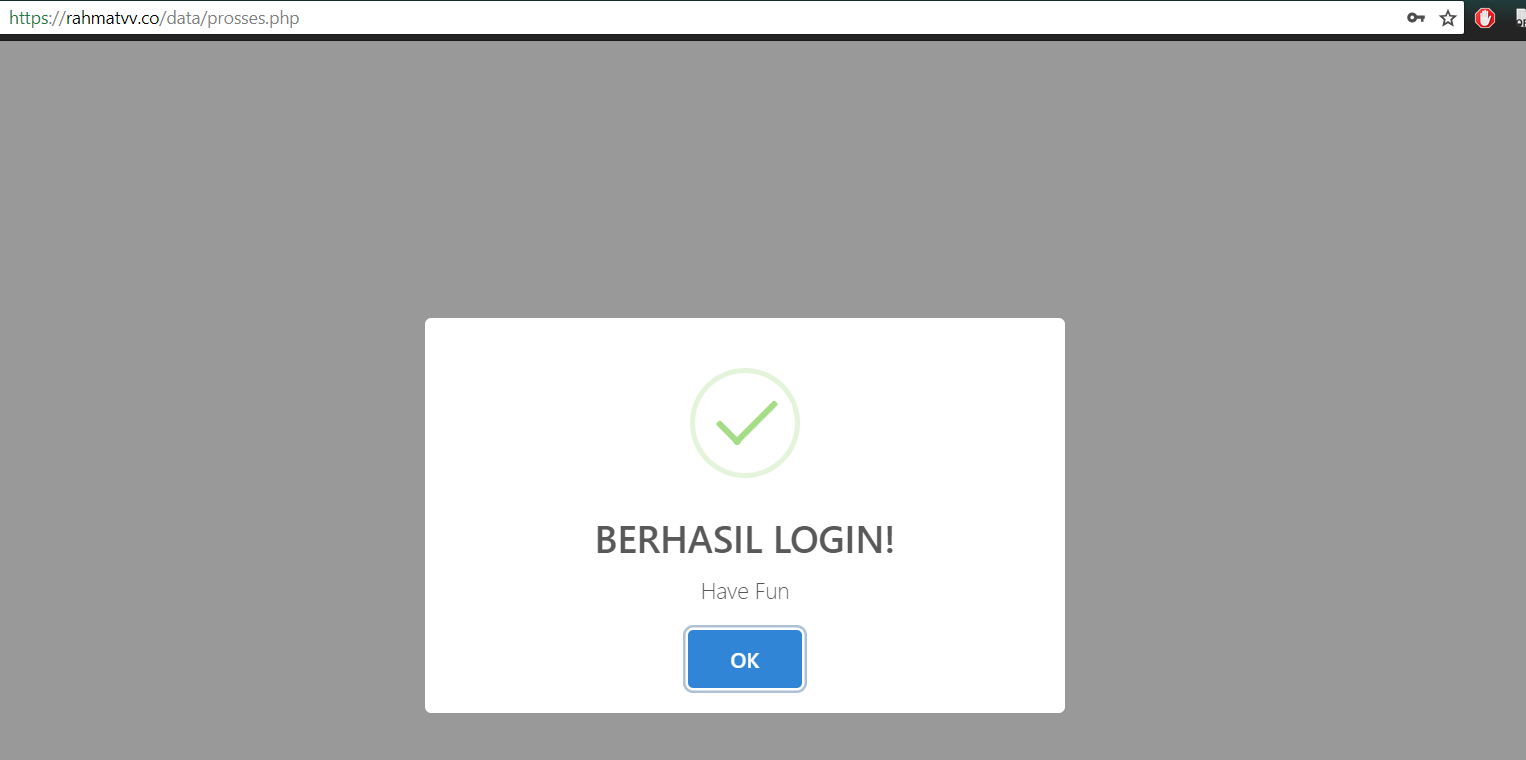 https://rahmatvv.co/data/prosses.php
BERHASIL LOGIN!
Have Fun
OK